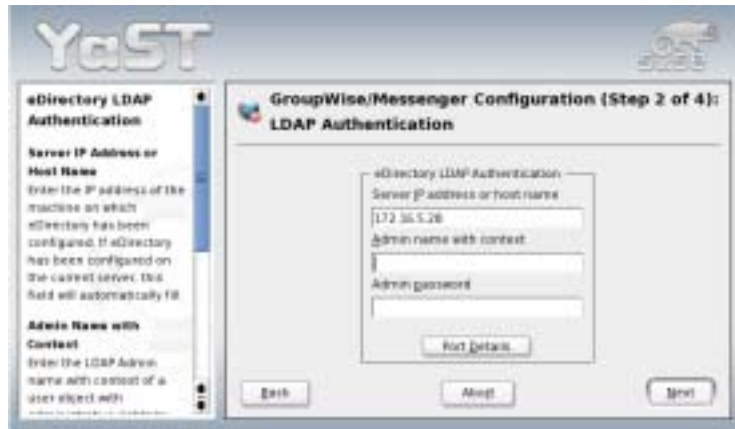 YaST
SUSE
eDirectory LDAP
Authentication
Server IP Address or
Host Name
Enter the IP address of the
machine on which
eDirectory has been
configured. If eDirectory
has been configured on
the current server, this
field will automatically fill
Admin Name with
Context
Enter the LDAP Admin
name with context of a
user object with
GroupWise/Messenger Configuration (Step 2 of 4):
LDAP Authentication
eDirectory LDAP Authentication
Server IP address or host name
172.16.5.28
Admin name with context
Admin password
Port Details
Back
Abort
Next